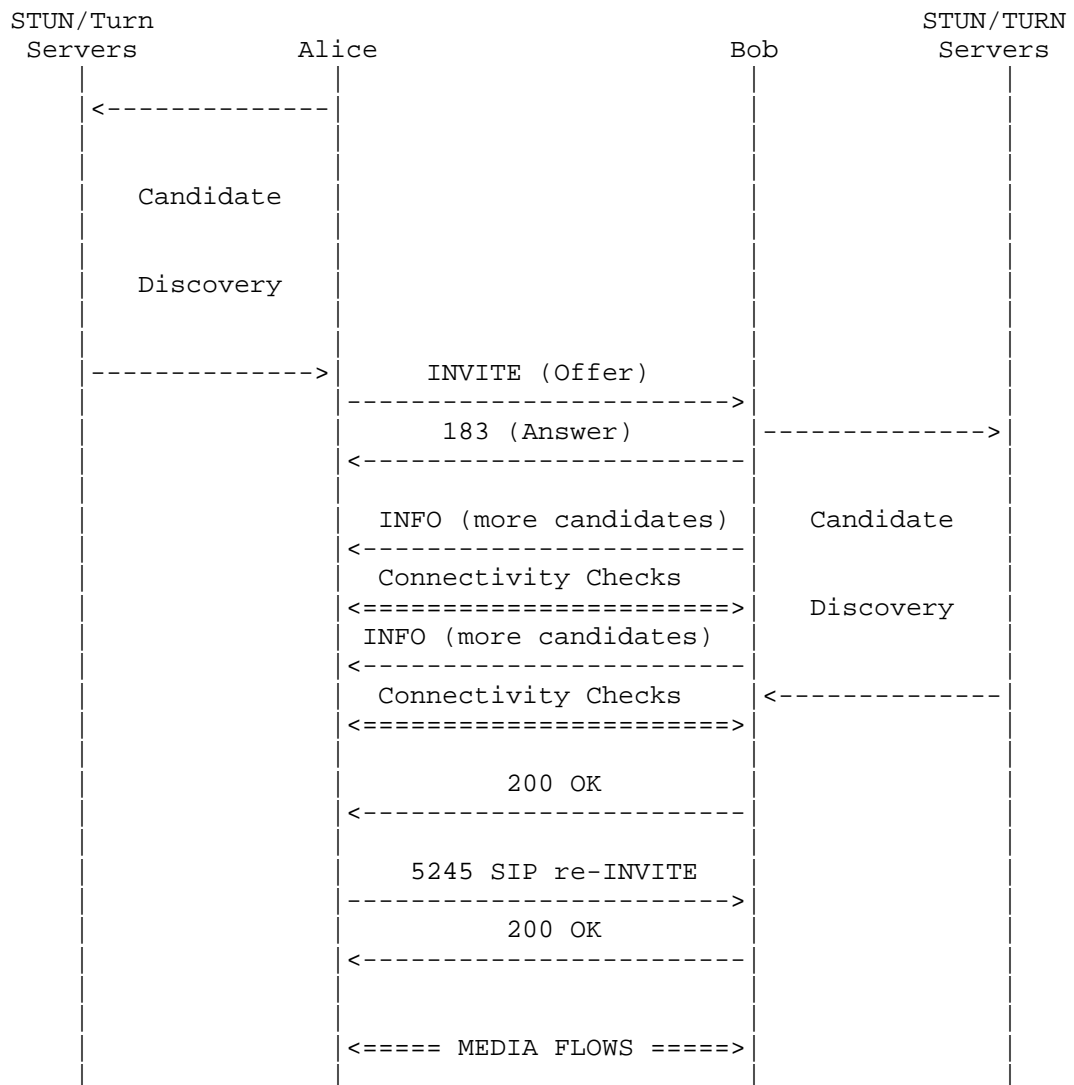 STUN/Turn STUN/TURN
Servers Alice Bob Servers
Candidate
Discovery
INVITE (Offer)
183 (Answer)
INFO (more candidates) Candidate
Connectivity Checks
Discovery
INFO (more candidates)
Connectivity Checks
200 OK
5245 SIP re-INVITE
200 OK
<===== MEDIA FLOWS =====>